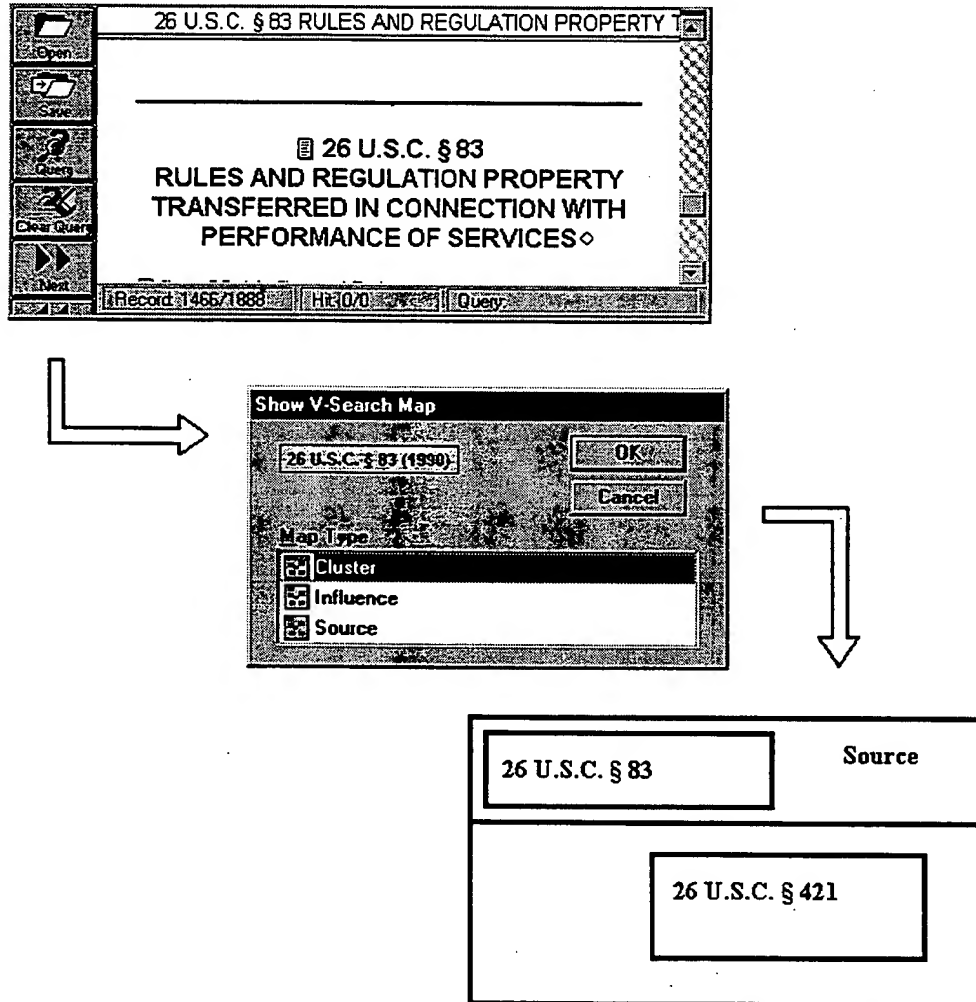 26 U.S.C. § 83 RULES AND REGULATION PROPERTY
Open
Save
Query
Clear Query
Next
26 U.S.C. § 83
RULES AND REGULATION PROPERTY
TRANSFERRED IN CONNECTION WITH
PERFORMANCE OF SERVICES
Record: 1466/1888
Hit: 0/0
Query:
Show V-Search Map
26 U.S.C. § 83 (1990)
OK
Cancel
Map Type
Cluster
Influence
Source
26 U.S.C. § 83
Source
26 U.S.C. § 421